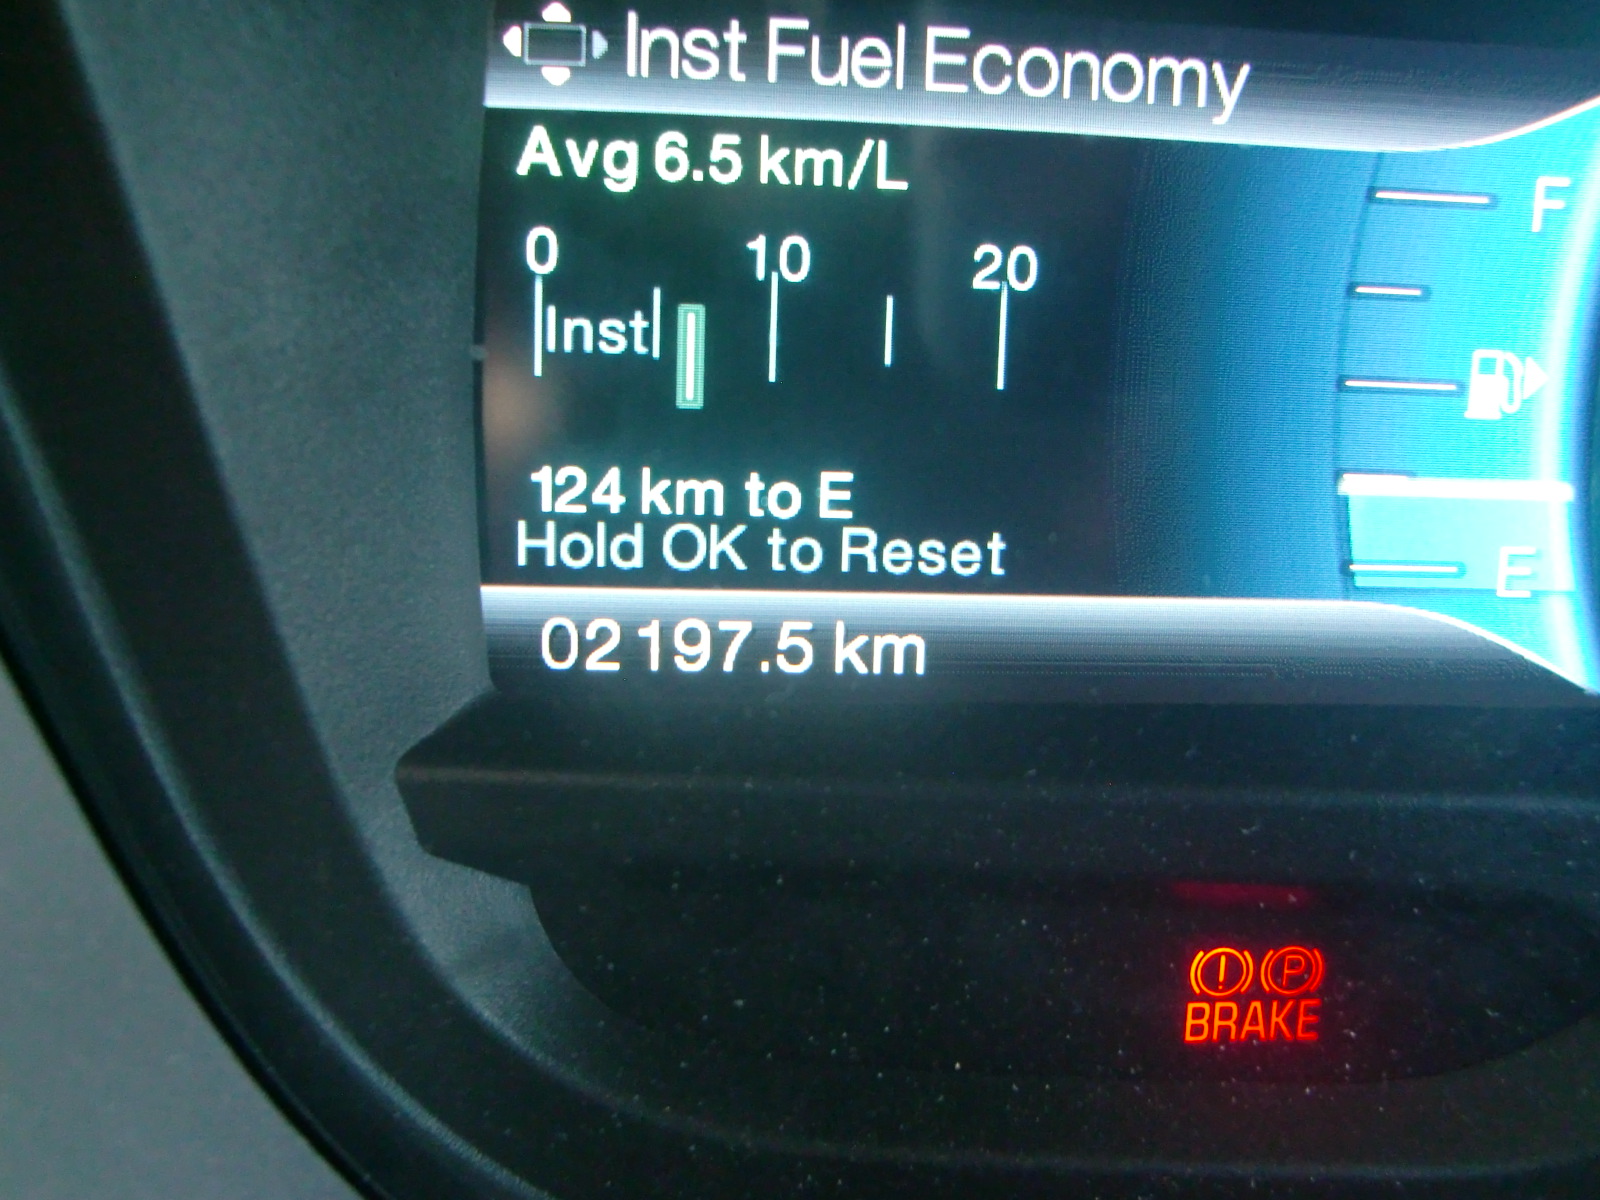 Inst Fuel Economy
Avg 6.5 km/L
0 10 20
Inst
124 km to E
Hold OK to Reset
02197.5 km
F
E
! P
BRAKE